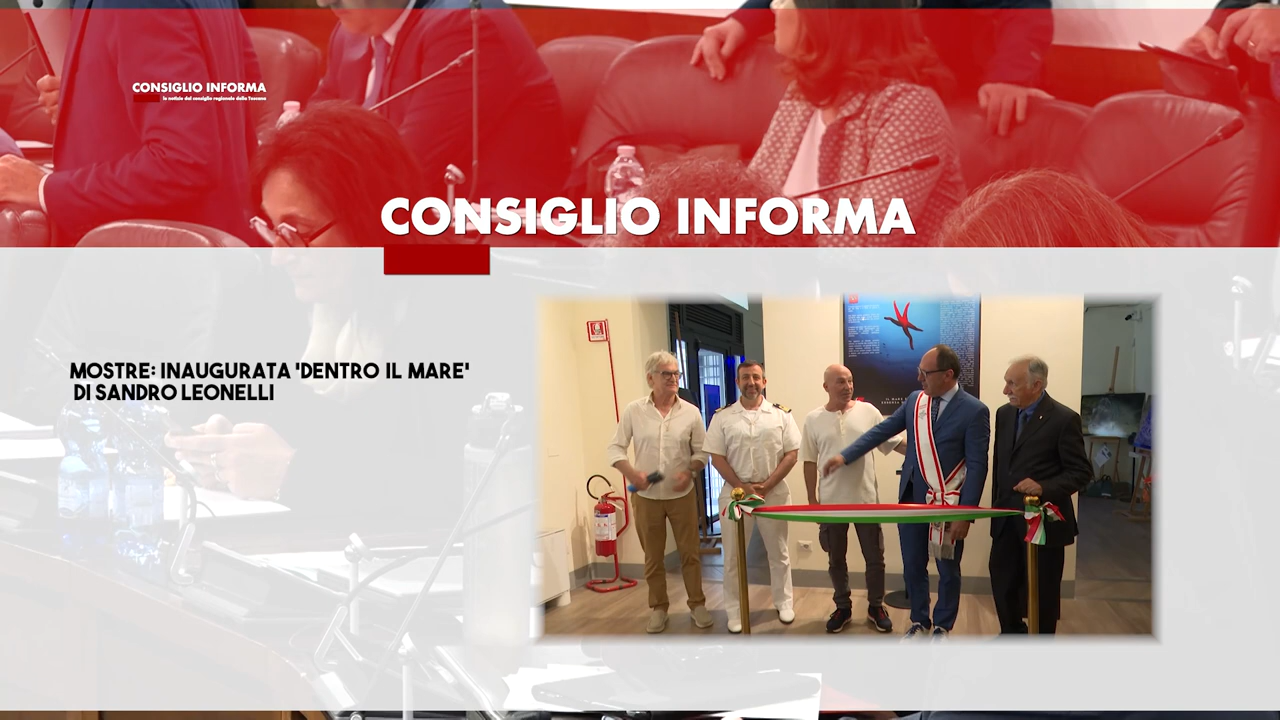 CONSIGLIO INFORMA
le notizie del consiglio regionale della Toscana
CONSIGLIO INFORMA
MOSTRE: INAUGURATA 'DENTRO IL MARE'
DI SANDRO LEONELLI